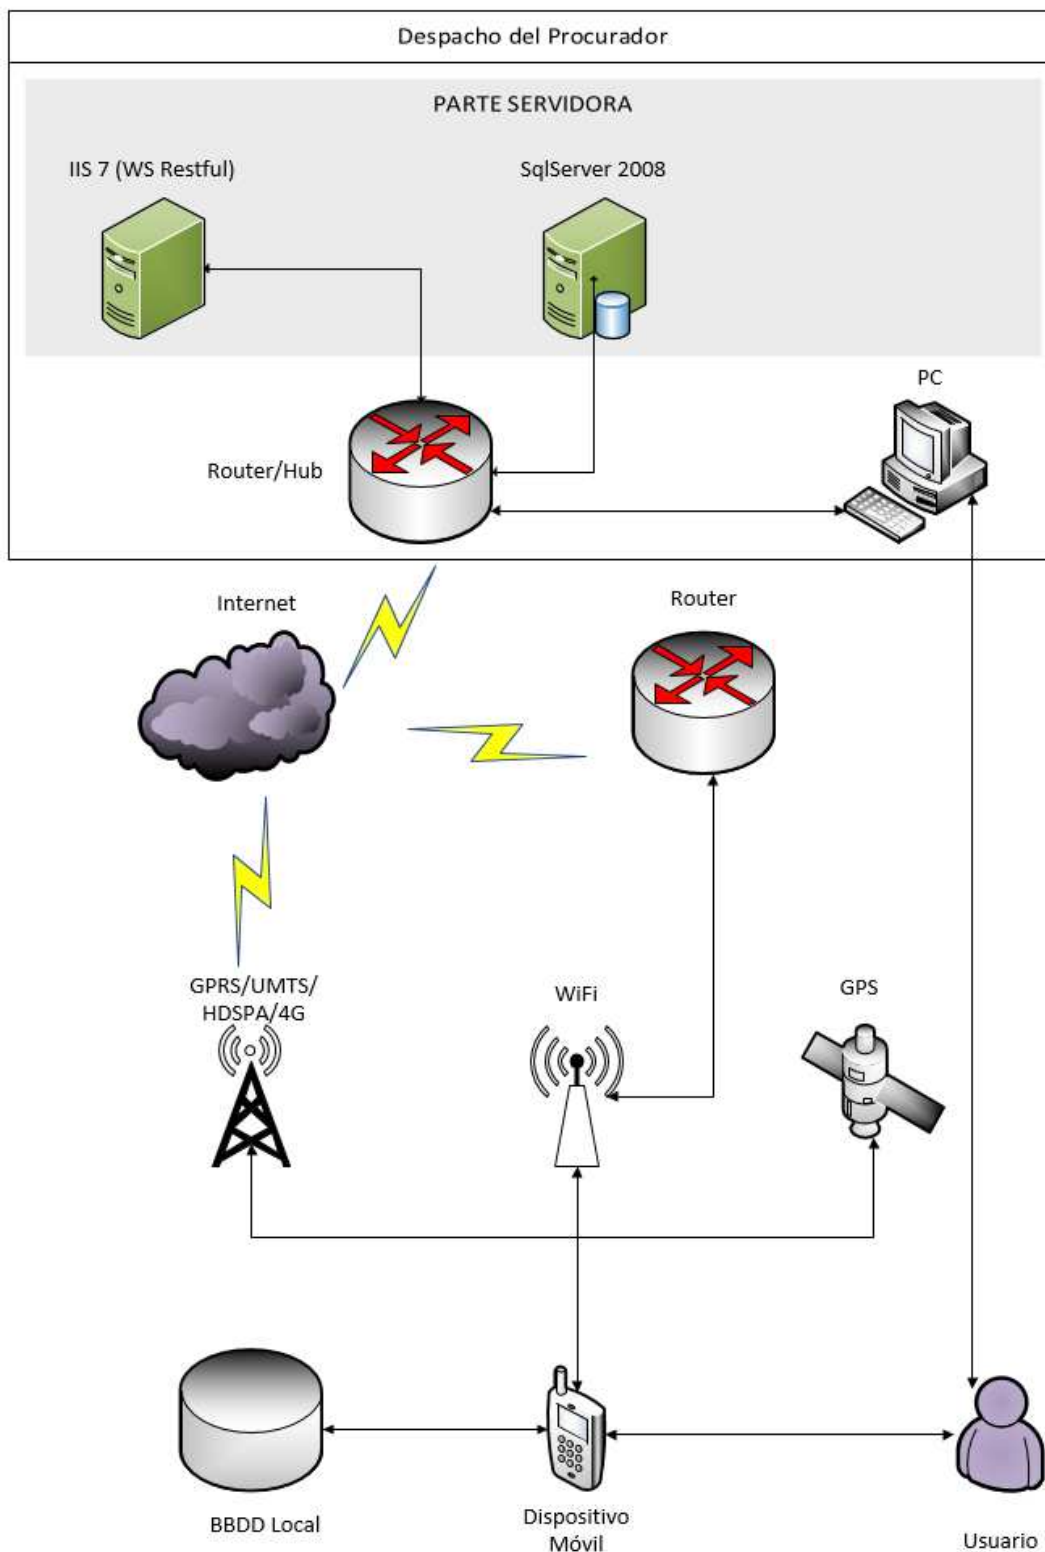 Despacho del Procurador
PARTE SERVIDORA
IIS 7 (WS Restful)
SqlServer 2008
PC
Router/Hub
Internet
Router
GPRS/UMTS/
HDSPA/4G
WiFi
GPS
BBDD Local
Dispositivo
Móvil
Usuario